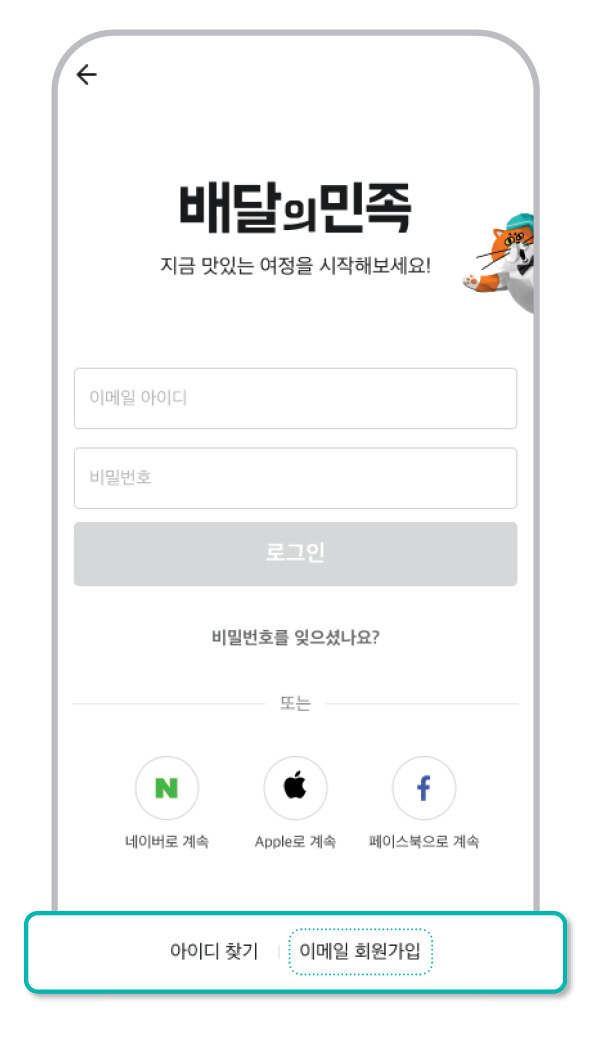 배달의민족
지금 맛있는 여정을 시작해보세요!
이메일 아이디
비밀번호
로그인
비밀번호를 잊으셨나요?
또는
N
f
네이버로 계속 Apple로 계속 페이스북으로 계속
아이디 찾기 | 이메일 회원가입